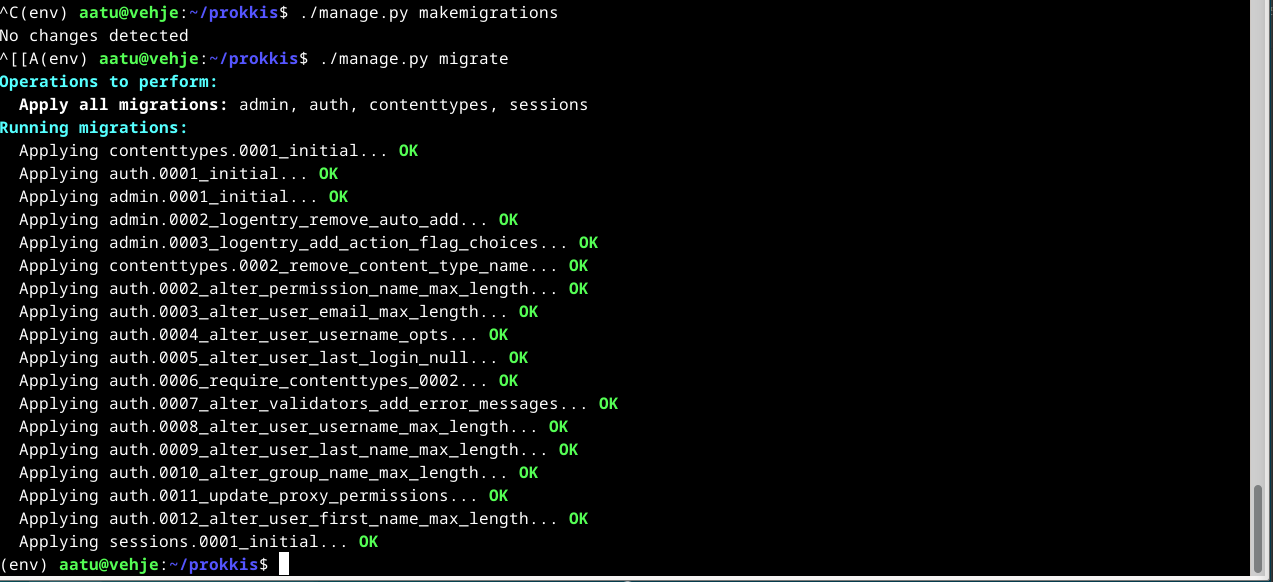 ^C(env) aatu@vehje:~/prokkis$ ./manage.py makemigrations
No changes detected
^[[A(env) aatu@vehje:~/prokkis$ ./manage.py migrate
Operations to perform:
  Apply all migrations: admin, auth, contenttypes, sessions
Running migrations:
  Applying contenttypes.0001_initial... OK
  Applying auth.0001_initial... OK
  Applying admin.0001_initial... OK
  Applying admin.0002_logentry_remove_auto_add... OK
  Applying admin.0003_logentry_add_action_flag_choices... OK
  Applying contenttypes.0002_remove_content_type_name... OK
  Applying auth.0002_alter_permission_name_max_length... OK
  Applying auth.0003_alter_user_email_max_length... OK
  Applying auth.0004_alter_user_username_opts... OK
  Applying auth.0005_alter_user_last_login_null... OK
  Applying auth.0006_require_contenttypes_0002... OK
  Applying auth.0007_alter_validators_add_error_messages... OK
  Applying auth.0008_alter_user_username_max_length... OK
  Applying auth.0009_alter_user_last_name_max_length... OK
  Applying auth.0010_alter_group_name_max_length... OK
  Applying auth.0011_update_proxy_permissions... OK
  Applying auth.0012_alter_user_first_name_max_length... OK
  Applying sessions.0001_initial... OK
(env) aatu@vehje:~/prokkis$